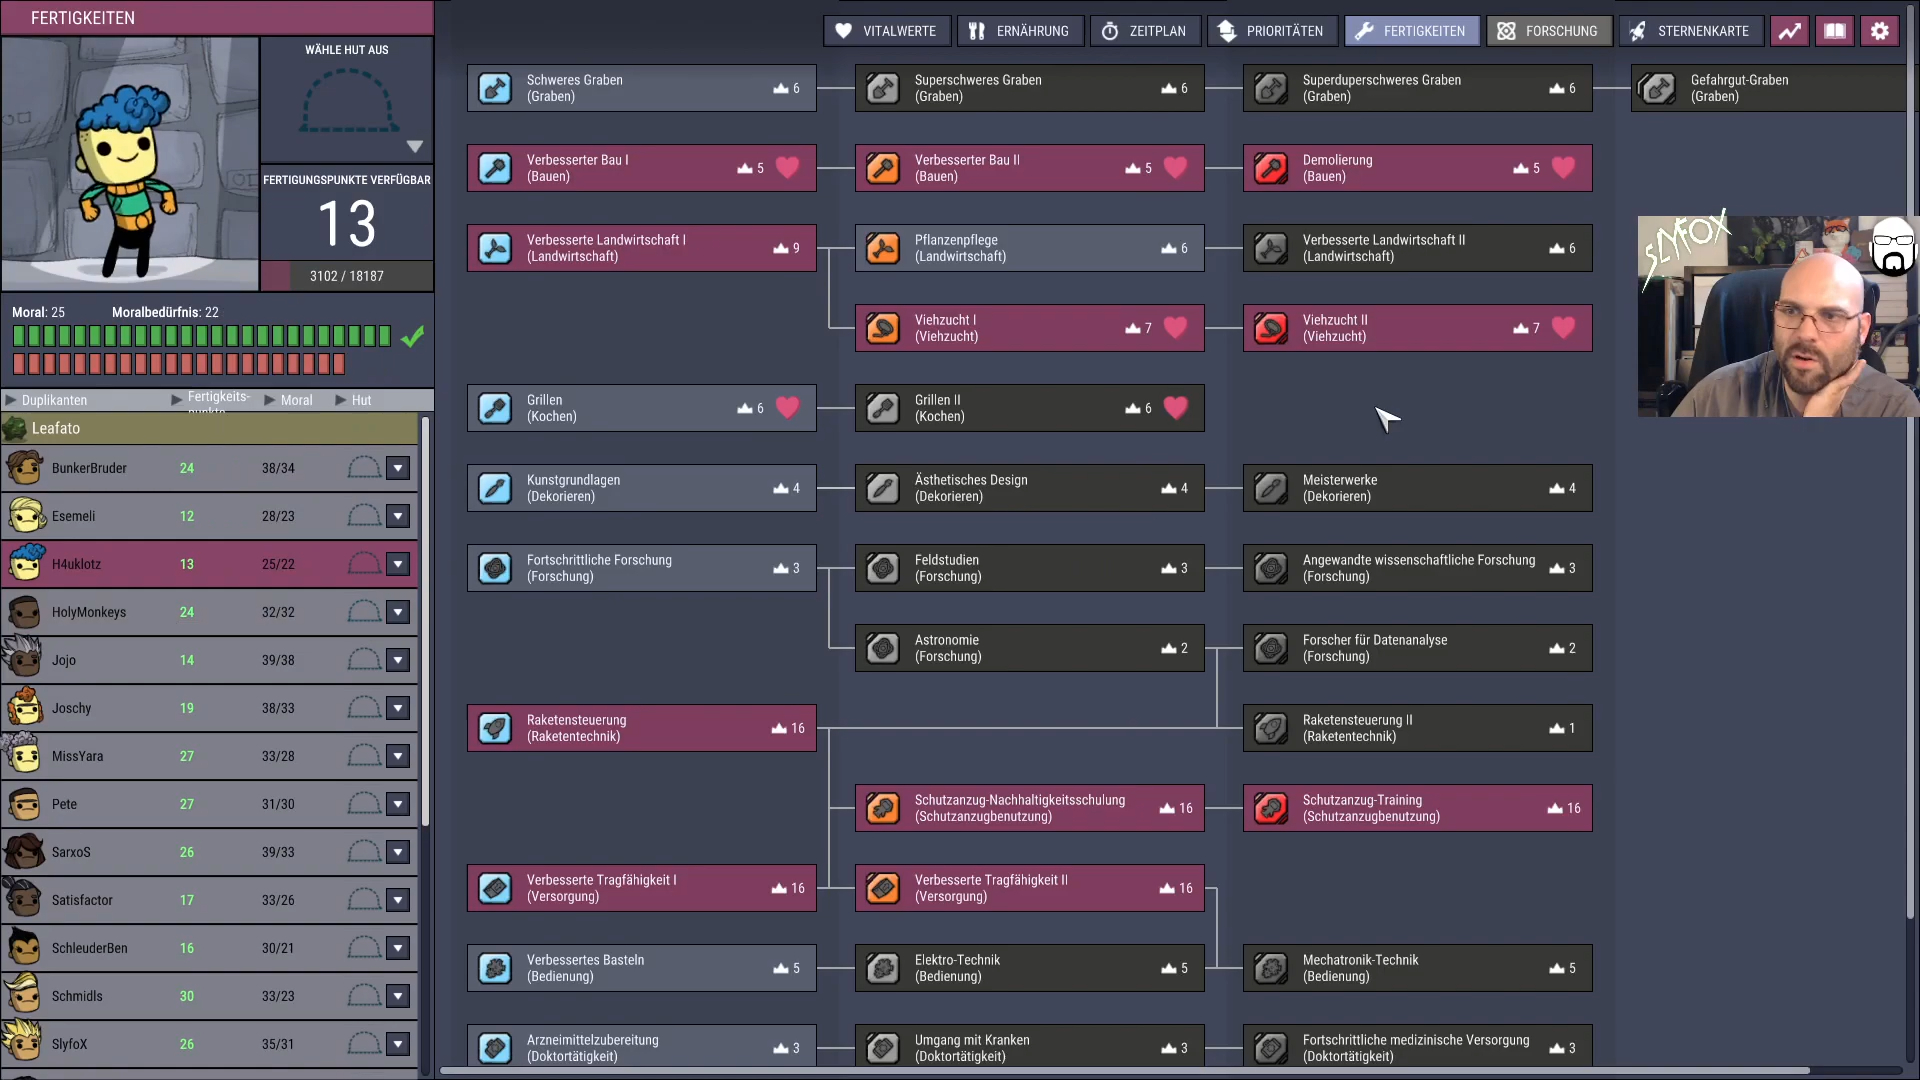 FERTIGKEITEN
VITALWERTE
ERNÄHRUNG
ZEITPLAN
PRIORITÄTEN
FERTIGKEITEN
FORSCHUNG
STERNENKARTE
WÄHLE HUT AUS
FERTIGUNGSPUNKTE VERFÜGBAR
13
3102 / 18187
Moral: 25 Moralbedürfnis: 22
Duplikanten Fertigkeits- Moral Hut
Leafato
BunkerBruder 24 38/34
Esemeli 12 28/23
H4uklotz 13 25/22
HolyMonkeys 24 32/32
Jojo 14 39/38
Joschy 19 38/33
MissYara 27 33/28
Pete 27 31/30
SarxoS 26 39/33
Satisfactor 17 33/26
SchleuderBen 16 30/21
Schmidls 30 33/23
SlyfoX 26 35/31
Schweres Graben
(Graben)
6
Superschweres Graben
(Graben)
6
Superduperschweres Graben
(Graben)
6
Gefahrgut-Graben
(Graben)
Verbesserter Bau I
(Bauen)
5
Verbesserter Bau II
(Bauen)
5
Demolierung
(Bauen)
5
Verbesserte Landwirtschaft I
(Landwirtschaft)
9
Pflanzenpflege
(Landwirtschaft)
6
Verbesserte Landwirtschaft II
(Landwirtschaft)
6
SLYFOX
Viehzucht I
(Viehzucht)
7
Viehzucht II
(Viehzucht)
7
Grillen
(Kochen)
6
Grillen II
(Kochen)
6
Kunstgrundlagen
(Dekorieren)
4
Ästhetisches Design
(Dekorieren)
4
Meisterwerke
(Dekorieren)
4
Fortschrittliche Forschung
(Forschung)
3
Feldstudien
(Forschung)
3
Angewandte wissenschaftliche Forschung
(Forschung)
3
Astronomie
(Forschung)
2
Forscher für Datenanalyse
(Forschung)
2
Raketensteuerung
(Raketentechnik)
16
Raketensteuerung II
(Raketentechnik)
1
Schutzanzug-Nachhaltigkeitsschulung
(Schutzanzugbenutzung)
16
Schutzanzug-Training
(Schutzanzugbenutzung)
16
Verbesserte Tragfähigkeit I
(Versorgung)
16
Verbesserte Tragfähigkeit II
(Versorgung)
16
Verbessertes Basteln
(Bedienung)
5
Elektro-Technik
(Bedienung)
5
Mechatronik-Technik
(Bedienung)
5
Arzneimittelzubereitung
(Doktortätigkeit)
3
Umgang mit Kranken
(Doktortätigkeit)
3
Fortschrittliche medizinische Versorgung
(Doktortätigkeit)
3